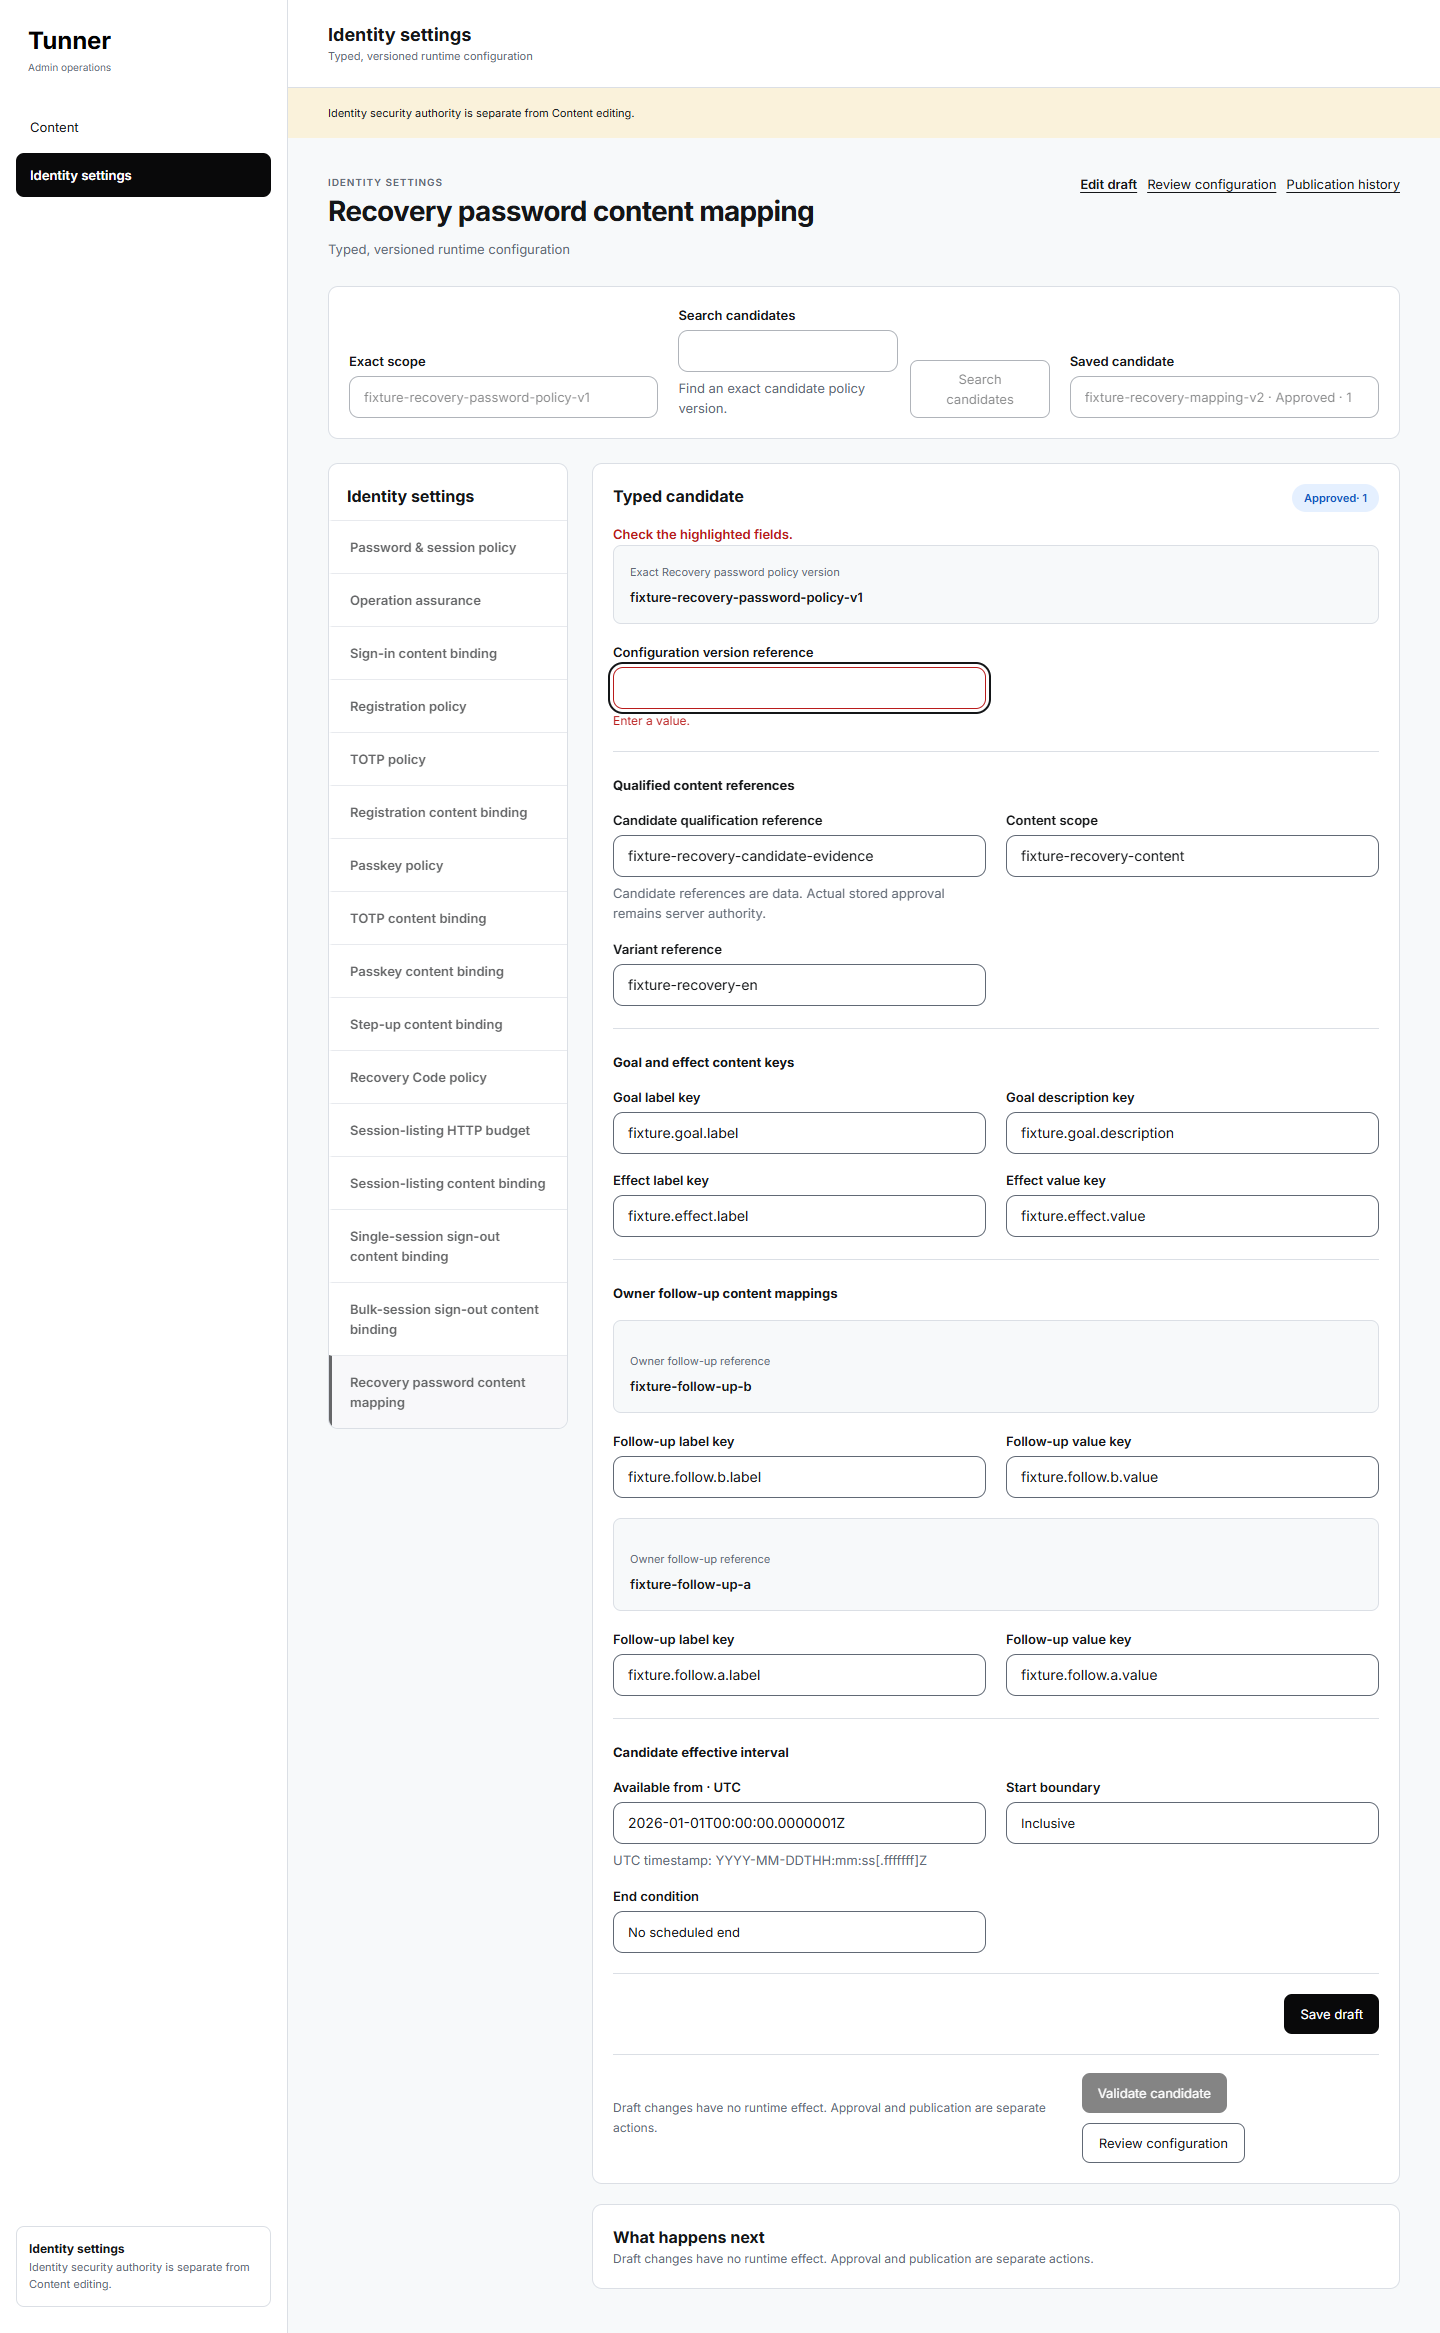 Tunner
Admin operations
Content
Identity settings
Identity settings
Identity security authority is separate from
Content editing.
Identity settings
Typed, versioned runtime configuration
Identity security authority is separate from Content editing.
IDENTITY SETTINGS
Recovery password content mapping
Typed, versioned runtime configuration
Edit draft
Review configuration
Publication history
Exact scope
fixture-recovery-password-policy-v1
Search candidates
Find an exact candidate policy
version.
Search
candidates
Saved candidate
fixture-recovery-mapping-v2 · Approved · 1
Identity settings
Password & session policy
Operation assurance
Sign-in content binding
Registration policy
TOTP policy
Registration content binding
Passkey policy
TOTP content binding
Passkey content binding
Step-up content binding
Recovery Code policy
Session-listing HTTP budget
Session-listing content binding
Single-session sign-out
content binding
Bulk-session sign-out content
binding
Recovery password content
mapping
Typed candidate
Approved· 1
Check the highlighted fields.
Exact Recovery password policy version
fixture-recovery-password-policy-v1
Configuration version reference
Enter a value.
Qualified content references
Candidate qualification reference
fixture-recovery-candidate-evidence
Candidate references are data. Actual stored approval
remains server authority.
Content scope
fixture-recovery-content
Variant reference
fixture-recovery-en
Goal and effect content keys
Goal label key
fixture.goal.label
Goal description key
fixture.goal.description
Effect label key
fixture.effect.label
Effect value key
fixture.effect.value
Owner follow-up content mappings
Owner follow-up reference
fixture-follow-up-b
Follow-up label key
fixture.follow.b.label
Follow-up value key
fixture.follow.b.value
Owner follow-up reference
fixture-follow-up-a
Follow-up label key
fixture.follow.a.label
Follow-up value key
fixture.follow.a.value
Candidate effective interval
Available from · UTC
2026-01-01T00:00:00.0000001Z
UTC timestamp: YYYY-MM-DDTHH:mm:ss[.fffffff]Z
Start boundary
Inclusive
End condition
No scheduled end
Save draft
Draft changes have no runtime effect. Approval and publication are separate
actions.
Validate candidate
Review configuration
What happens next
Draft changes have no runtime effect. Approval and publication are separate actions.